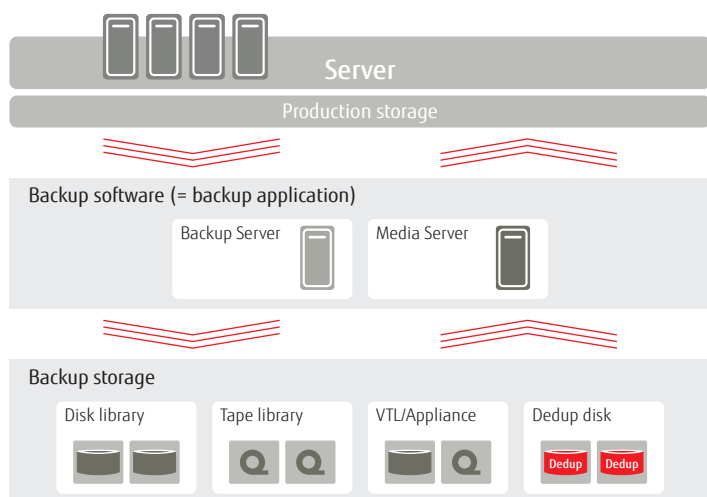 Server
Production storage
Backup software (= backup application)
Backup Server
Media Server
Backup storage
Disk library
Tape library
VTL/Appliance
Dedup disk
Dedup
Dedup